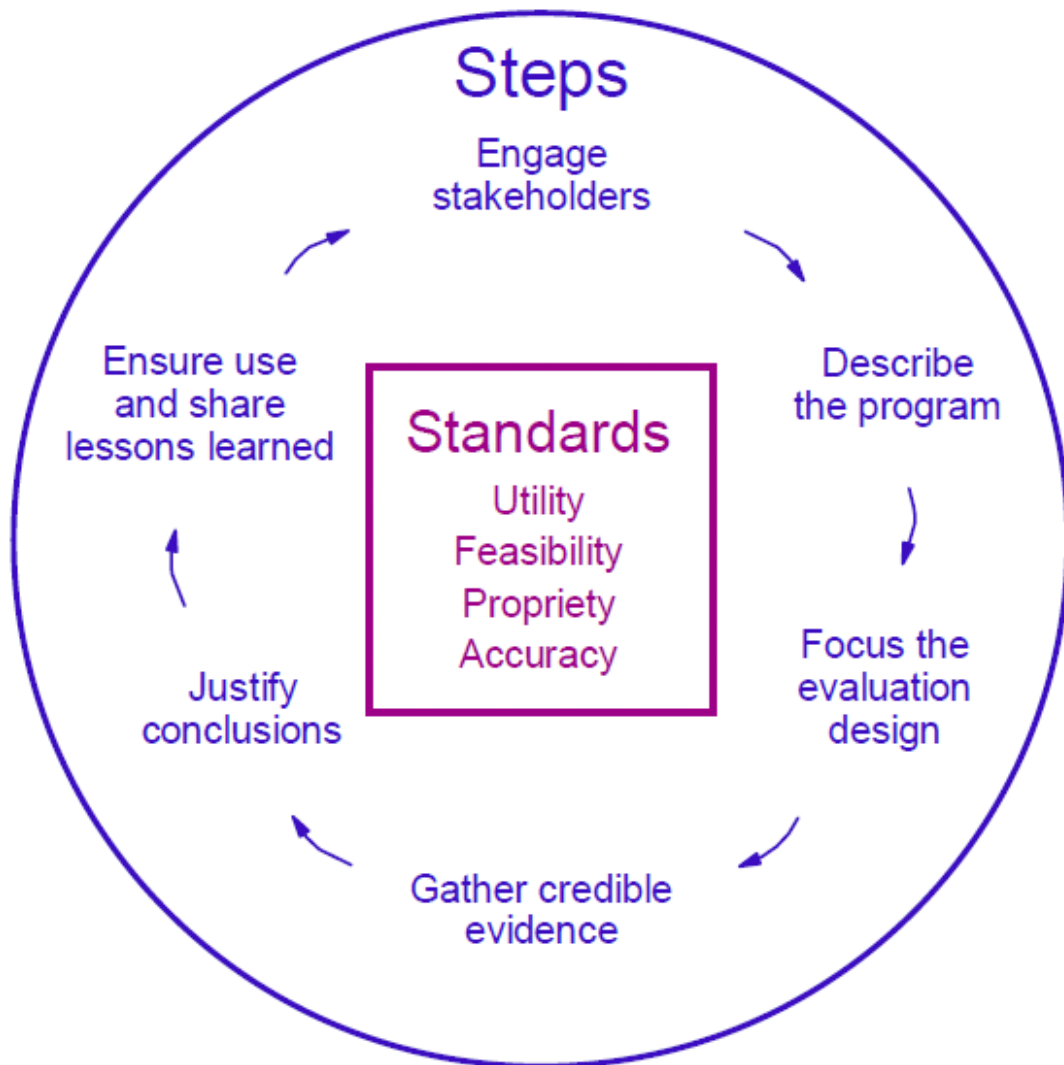 Steps
Engage
stakeholders
Describe
the program
Focus the
evaluation
design
Gather credible
evidence
Justify
conclusions
Ensure use
and share
lessons learned
Standards
Utility
Feasibility
Propriety
Accuracy